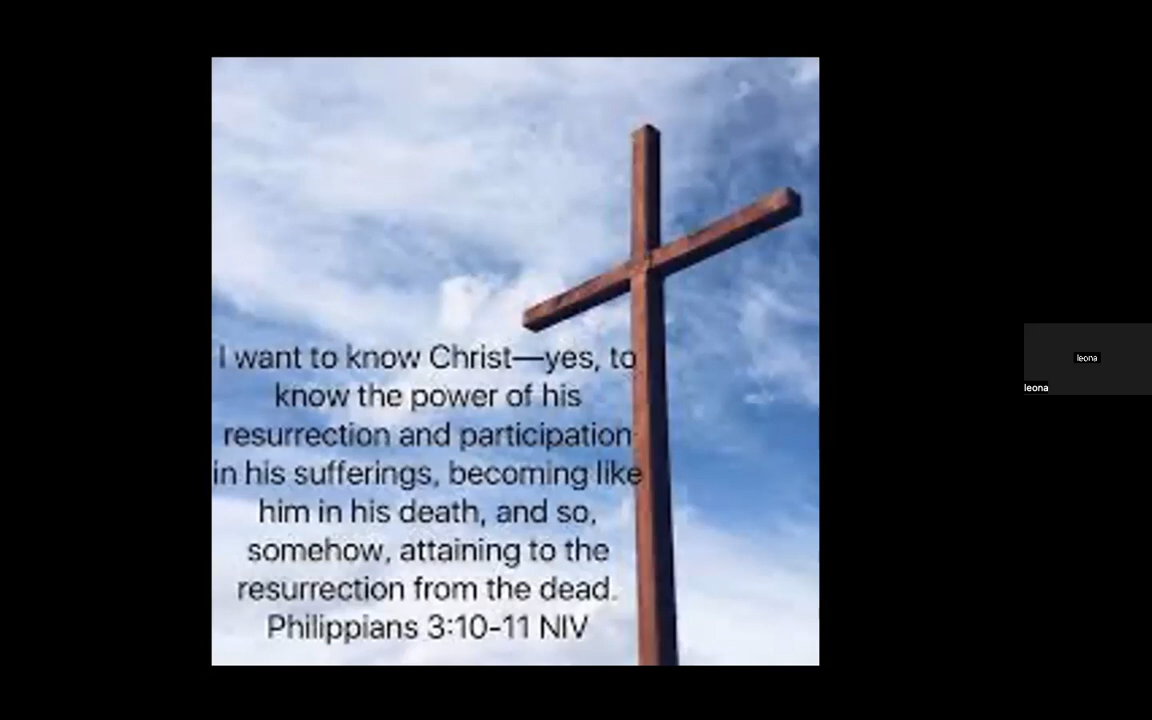 I want to know Christ—yes, to
know the power of his
resurrection and participation
in his sufferings, becoming like
him in his death, and so,
somehow, attaining to the
resurrection from the dead.
Philippians 3:10-11 NIV
leona
leona